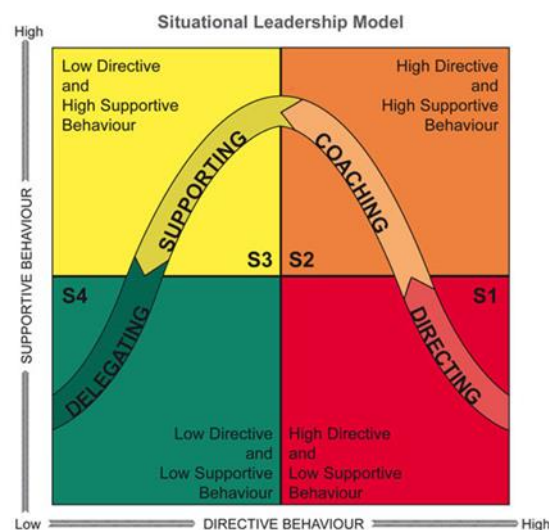 Situational Leadership Model
High
Low Directive
and
High Supportive
Behaviour
High Directive
and
High Supportive
Behaviour
SUPPORTING
COACHING
S3
S2
SUPPORTIVE BEHAVIOUR
S4
S1
DELEGATING
DIRECTING
Low Directive
and
Low Supportive
Behaviour
High Directive
and
Low Supportive
Behaviour
Low
DIRECTIVE BEHAVIOUR
High